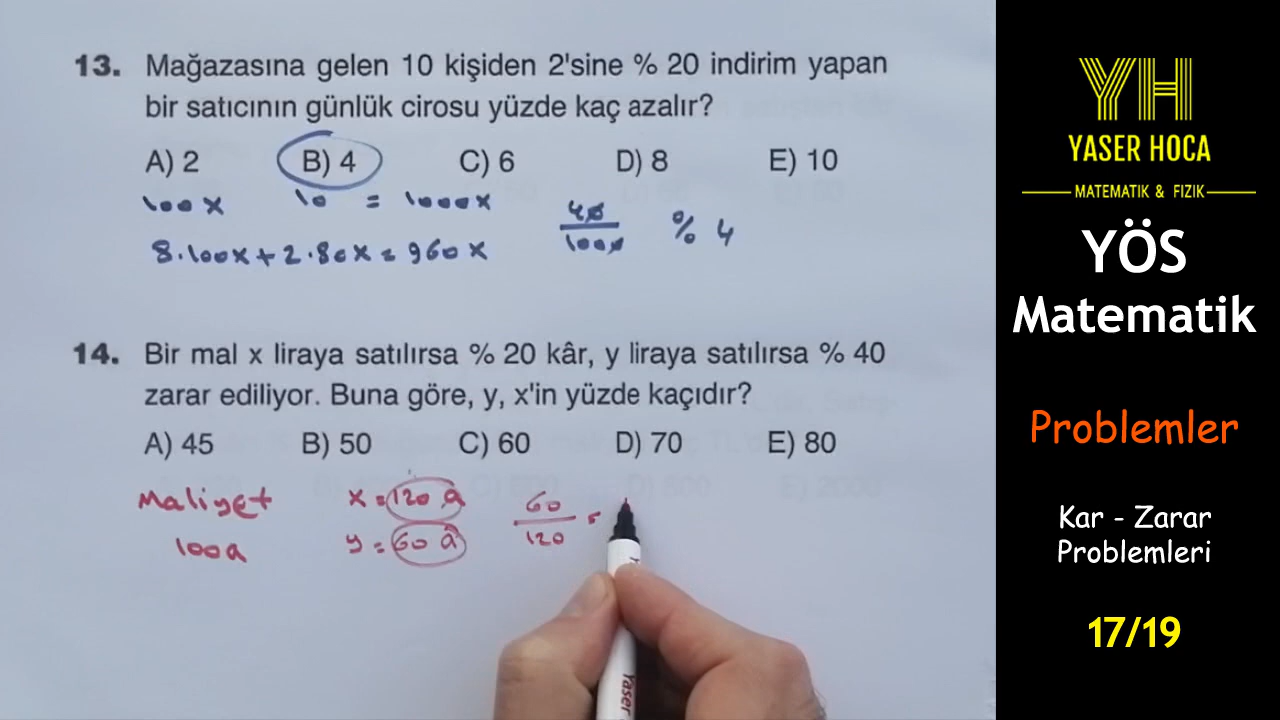 13. Mağazasına gelen 10 kişiden 2'sine % 20 indirim yapan
bir satıcının günlük cirosu yüzde kaç azalır?
A) 2 B) 4 C) 6 D) 8 E) 10
100x 10 = 1000x
8.100x+2.80x=960x
40
1000
% 4
14. Bir mal x liraya satılırsa % 20 kâr, y liraya satılırsa % 40
zarar ediliyor. Buna göre, y, x'in yüzde kaçıdır?
A) 45 B) 50 C) 60 D) 70 E) 80
Maliyet x=120a
100a y=60a
60
120
=
Yaser
YH
YASER HOCA
MATEMATIK & FIZIK
YÖS
Matematik
Problemler
Kar - Zarar
Problemleri
17/19